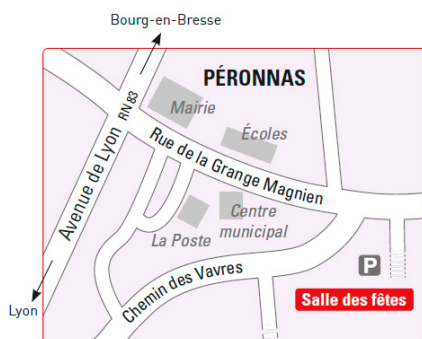 Bourg-en-Bresse
PÉRONNAS
Mairie
Écoles
Avenue de Lyon RN 83
Rue de la Grange Magnien
La Poste
Centre
municipal
Chemin des Vavres
P
Salle des fêtes
Lyon